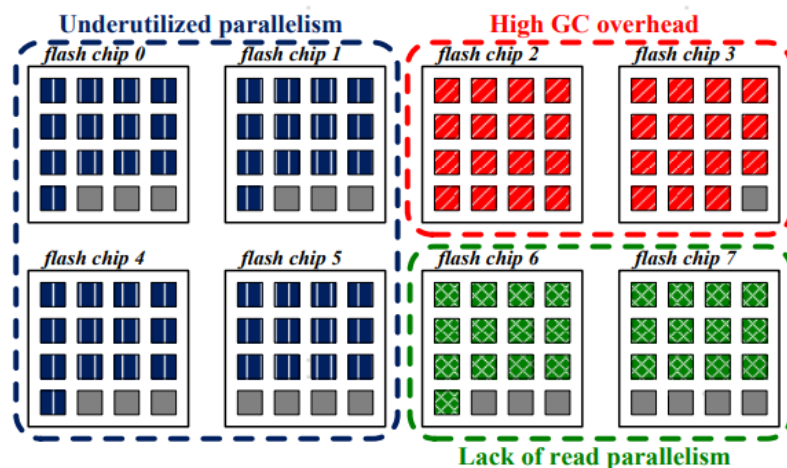 Underutilized parallelism
High GC overhead
flash chip 0
flash chip 1
flash chip 2
flash chip 3
flash chip 4
flash chip 5
flash chip 6
flash chip 7
Lack of read parallelism